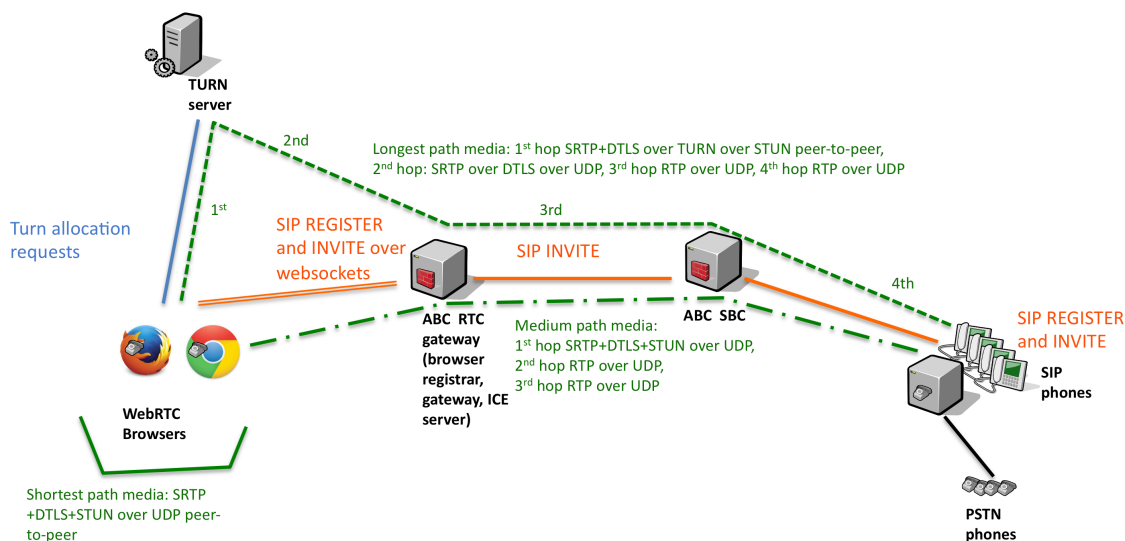 TURN
server
2nd
Longest path media: 1st hop SRTP+DTLS over TURN over STUN peer-to-peer,
2nd hop: SRTP over DTLS over UDP, 3rd hop RTP over UDP, 4th hop RTP over UDP
1st
3rd
Turn allocation
requests
SIP REGISTER
and INVITE over
websockets
SIP INVITE
4th
ABC RTC
gateway
(browser
registrar,
gateway, ICE
server)
Medium path media:
1st hop SRTP+DTLS+STUN over UDP,
2nd hop RTP over UDP,
3rd hop RTP over UDP
ABC SBC
SIP REGISTER
and INVITE
SIP
phones
WebRTC
Browsers
Shortest path media: SRTP
+DTLS+STUN over UDP peer-
to-peer
PSTN
phones